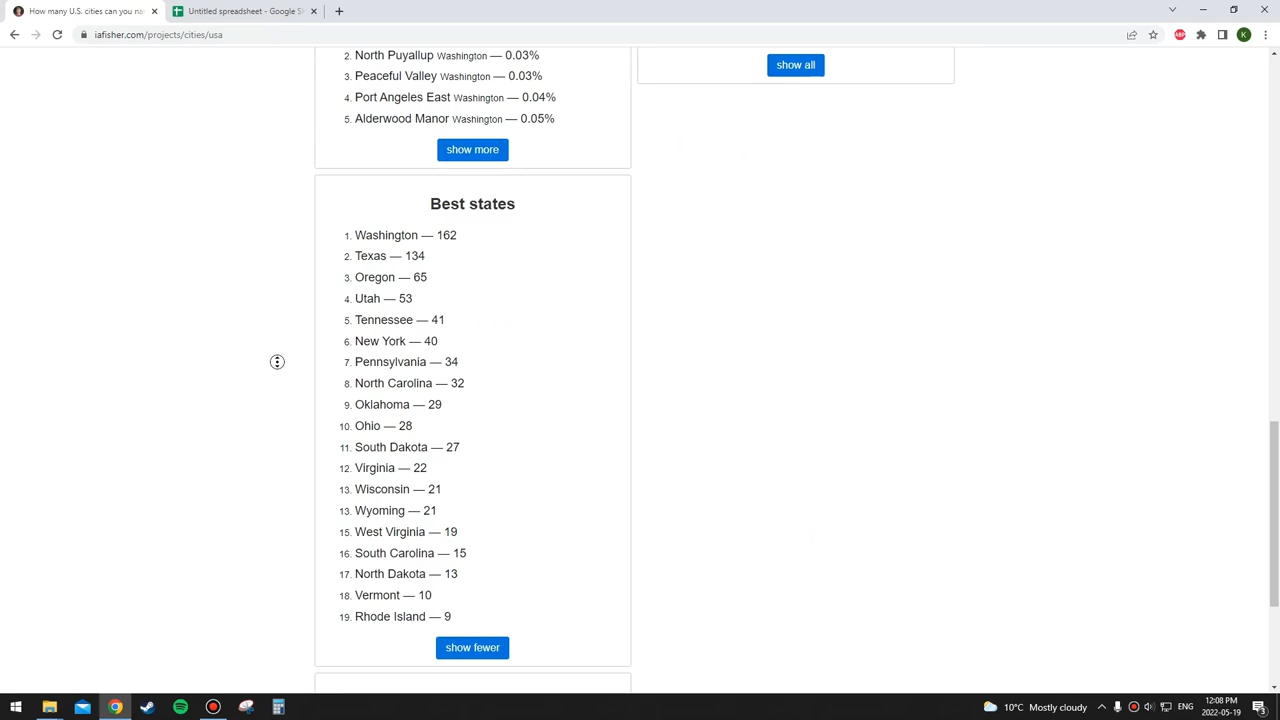 How many U.S. cities can you na
Untitled spreadsheet - Google Sh
iafisher.com/projects/cities/usa
ABP
K
2. North Puyallup Washington — 0.03%
3. Peaceful Valley Washington — 0.03%
4. Port Angeles East Washington — 0.04%
5. Alderwood Manor Washington — 0.05%
show more
show all
Best states
1. Washington — 162
2. Texas — 134
3. Oregon — 65
4. Utah — 53
5. Tennessee — 41
6. New York — 40
7. Pennsylvania — 34
8. North Carolina — 32
9. Oklahoma — 29
10. Ohio — 28
11. South Dakota — 27
12. Virginia — 22
13. Wisconsin — 21
13. Wyoming — 21
15. West Virginia — 19
16. South Carolina — 15
17. North Dakota — 13
18. Vermont — 10
19. Rhode Island — 9
show fewer
10°C Mostly cloudy
ENG
12:08 PM
2022-05-19
3